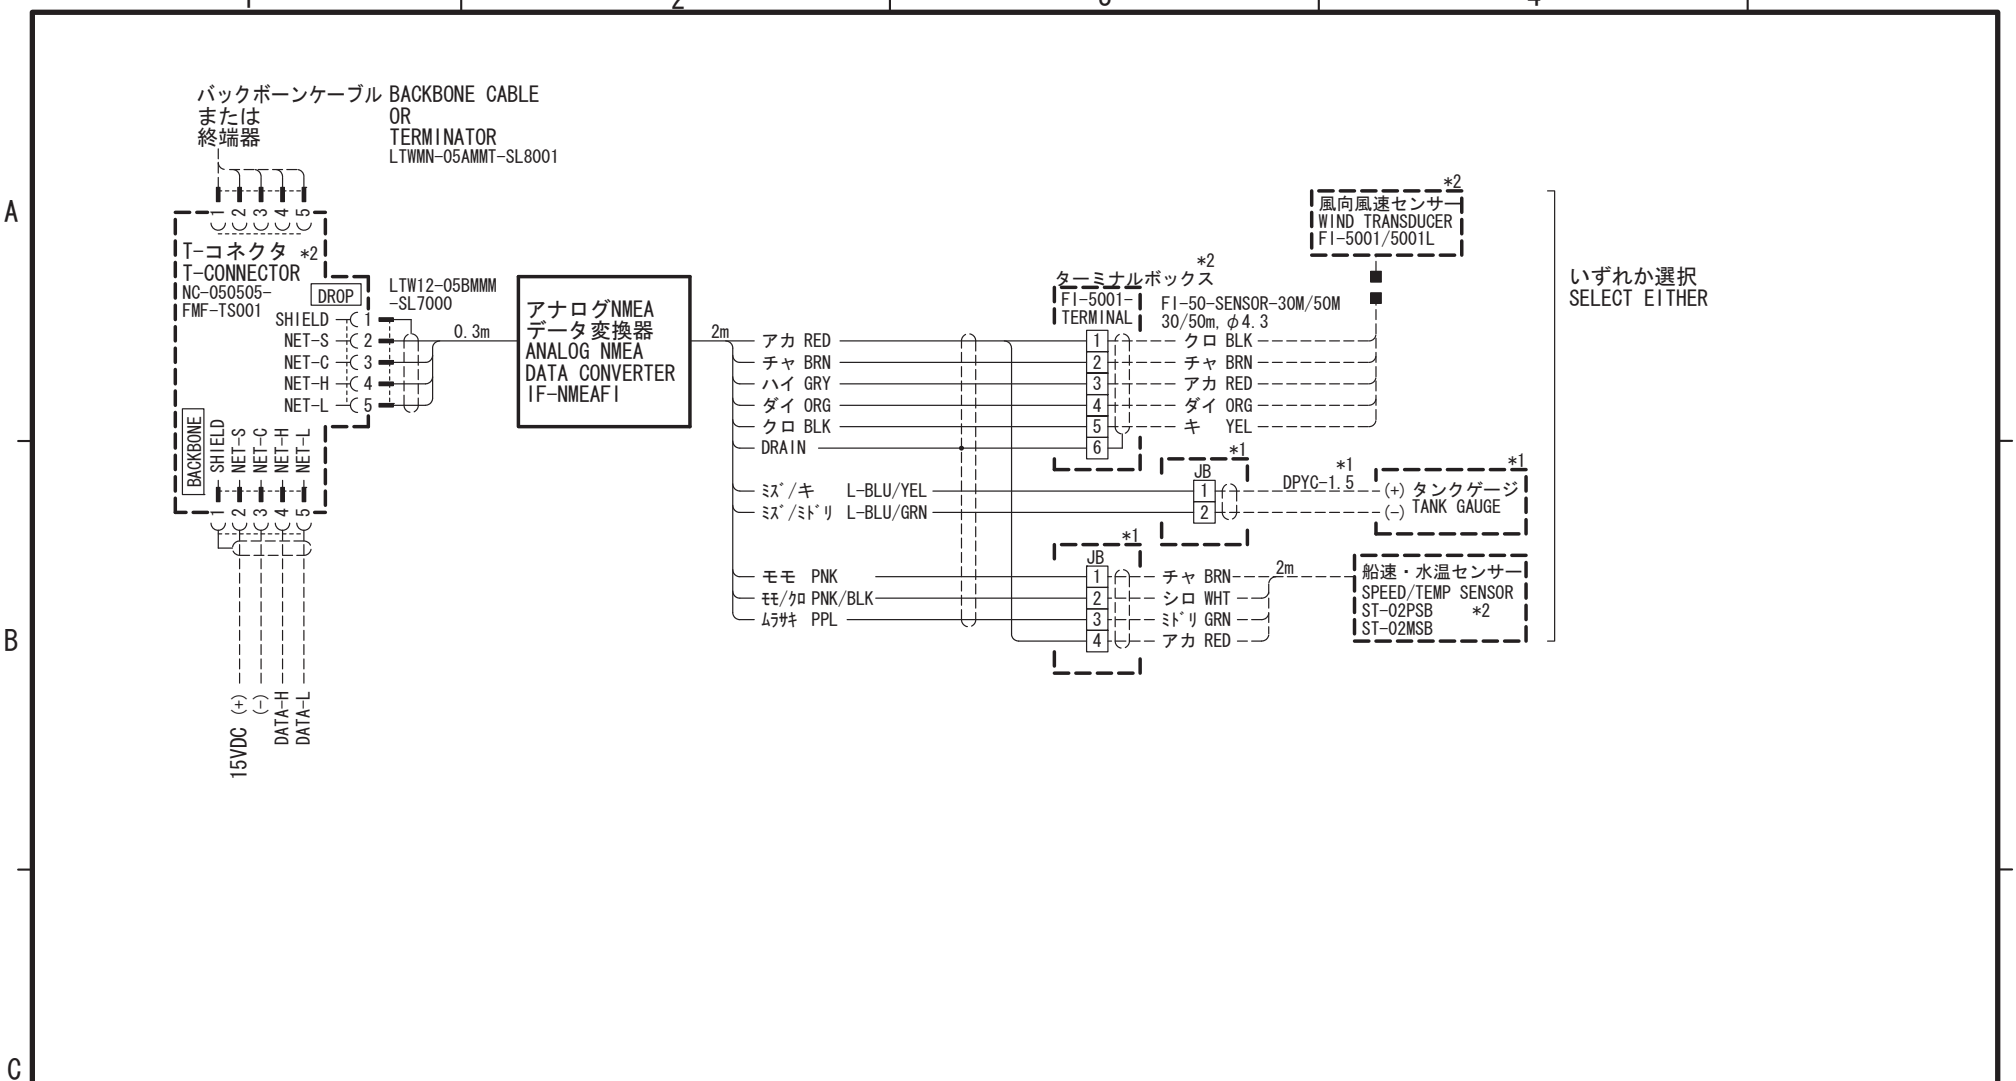 バックボーンケーブル BACKBONE CABLE
または OR
終端器 TERMINATOR
LTWMN-05AMMT-SL8001
1 2 3 4 5
T-コネクタ *2
T-CONNECTOR
NC-050505-
FMF-TS001
DROP
SHIELD 1
NET-S 2
NET-C 3
NET-H 4
NET-L 5
BACKBONE
SHIELD
NET-S
NET-C
NET-H
NET-L
1 2 3 4 5
15VDC (+)
(-)
DATA-H
DATA-L
LTW12-05BMMM
-SL7000
0.3m
アナログNMEA
データ変換器
ANALOG NMEA
DATA CONVERTER
IF-NMEAFI
2m
アカ RED
チャ BRN
ハイ GRY
ダイ ORG
クロ BLK
DRAIN
ミズ/キ L-BLU/YEL
ミズ/ミドリ L-BLU/GRN
モモ PNK
モモ/クロ PNK/BLK
ムラサキ PPL
*2
ターミナルボックス
FI-5001-
TERMINAL
1
2
3
4
5
6
FI-50-SENSOR-30M/50M
30/50m, φ4.3
クロ BLK
チャ BRN
アカ RED
ダイ ORG
キ YEL
*2
風向風速センサー
WIND TRANSDUCER
FI-5001/5001L
*1
JB
1
2
*1
DPYC-1.5
*1
(+) タンクゲージ
(-) TANK GAUGE
*1
JB
1 チャ BRN
2 シロ WHT
3 ミドリ GRN
4 アカ RED
2m
船速・水温センサー
SPEED/TEMP SENSOR
ST-02PSB *2
ST-02MSB
いずれか選択
SELECT EITHER
A
B
C